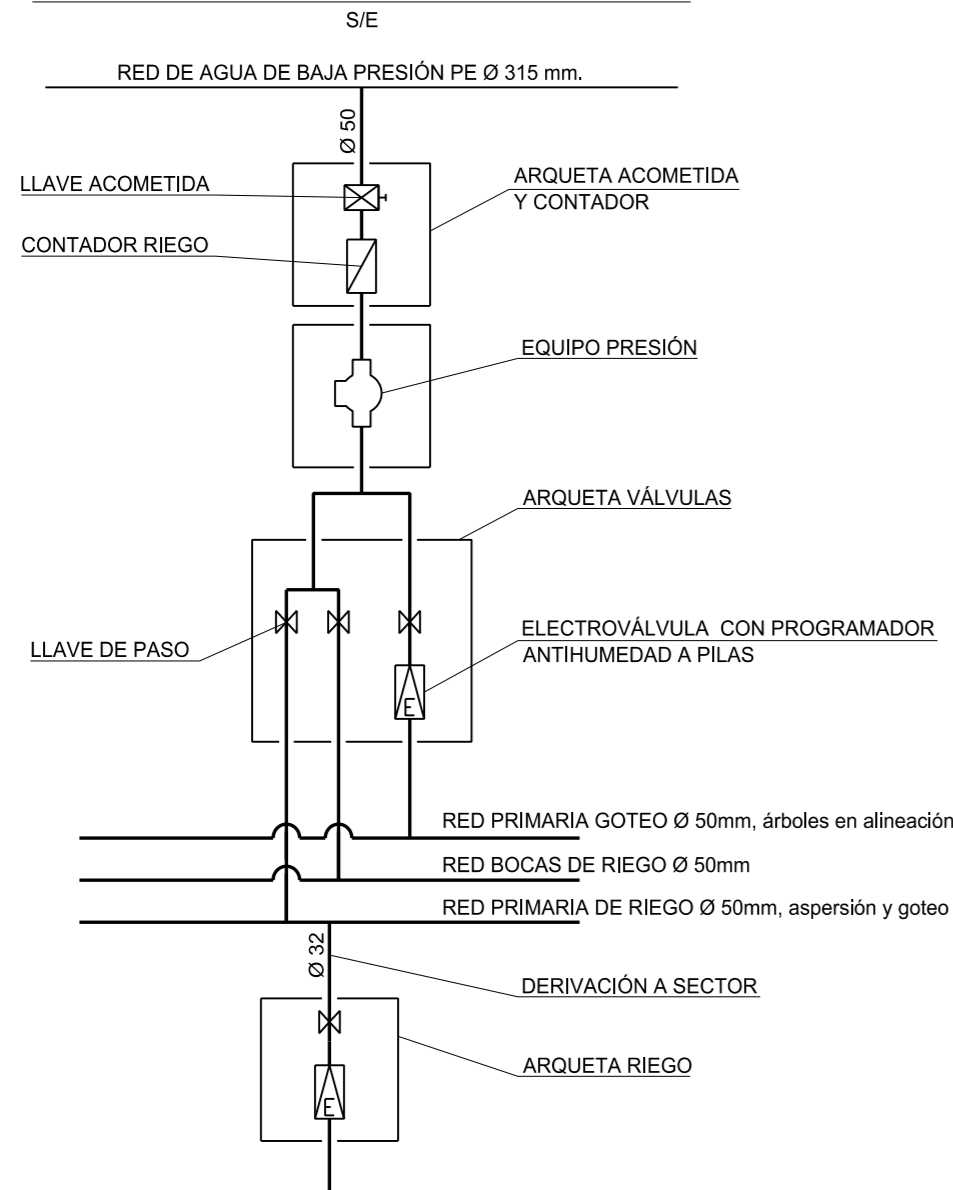 S/E
RED DE AGUA DE BAJA PRESIÓN PE Ø 315 mm.
Ø 50
LLAVE ACOMETIDA
ARQUETA ACOMETIDA
Y CONTADOR
CONTADOR RIEGO
EQUIPO PRESIÓN
ARQUETA VÁLVULAS
LLAVE DE PASO
ELECTROVÁLVULA CON PROGRAMADOR
ANTIHUMEDAD A PILAS
E
RED PRIMARIA GOTEO Ø 50mm, árboles en alineación
RED BOCAS DE RIEGO Ø 50mm
RED PRIMARIA DE RIEGO Ø 50mm, aspersión y goteo
Ø 32
DERIVACIÓN A SECTOR
ARQUETA RIEGO
E